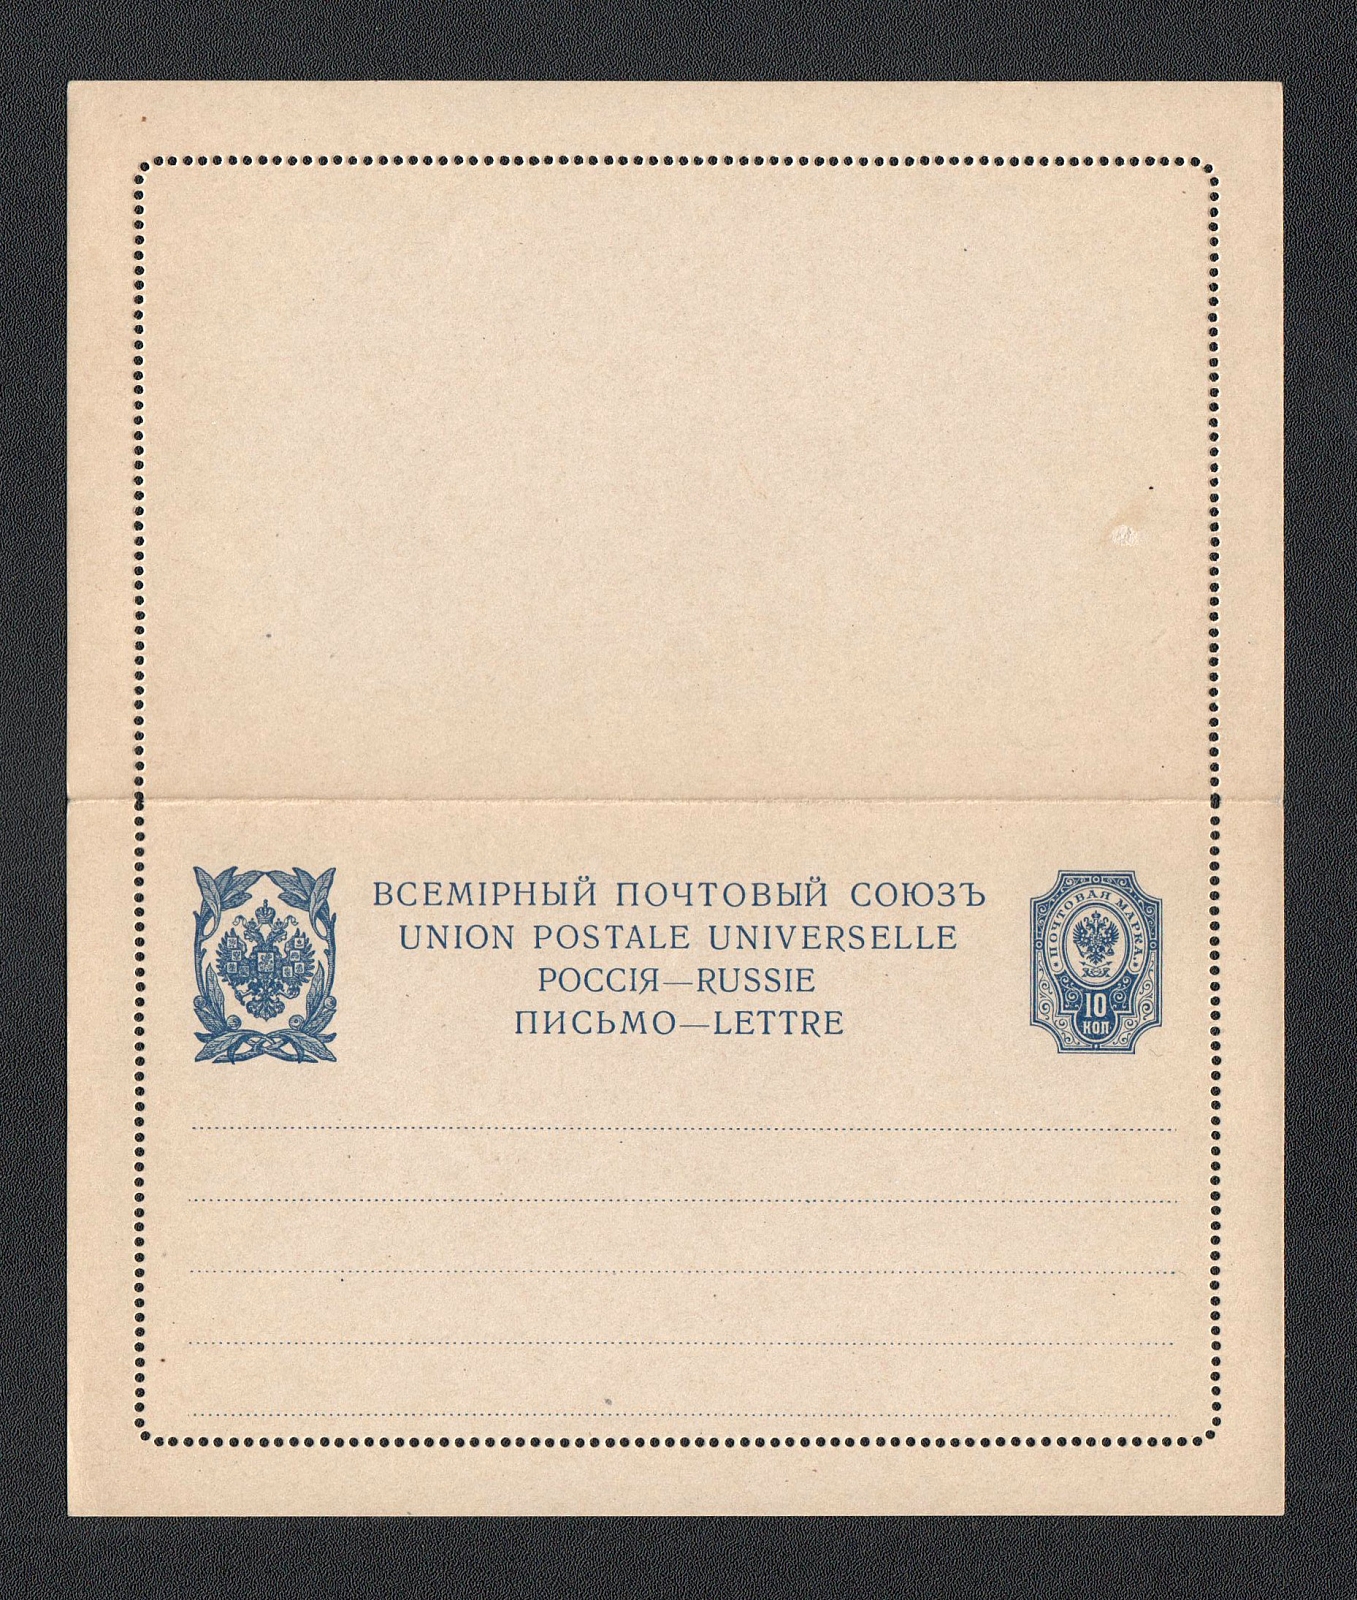 ВСЕМІРНЫЙ ПОЧТОВЫЙ СОЮЗЪ
UNION POSTALE UNIVERSELLE
РОССІЯ—RUSSIE
ПИСЬМО—LETTRE
ПОЧТОВАЯ МАРКА.
10
КОП